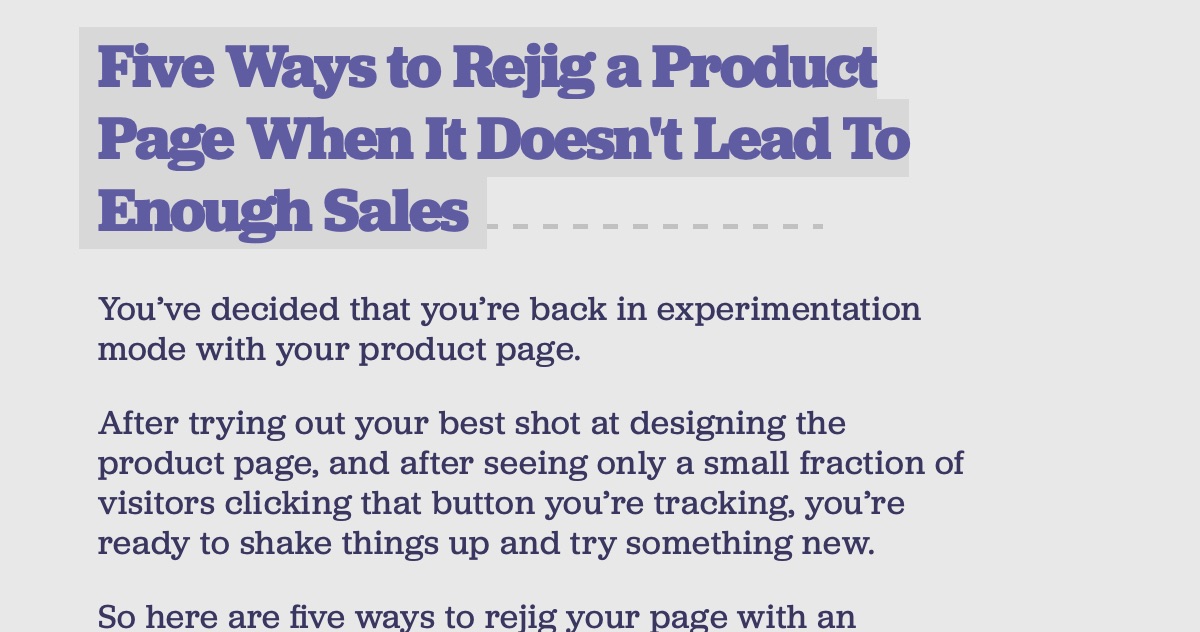 Five Ways to Rejig a Product
Page When It Doesn't Lead To
Enough Sales
You’ve decided that you’re back in experimentation
mode with your product page.
After trying out your best shot at designing the
product page, and after seeing only a small fraction of
visitors clicking that button you’re tracking, you’re
ready to shake things up and try something new.
So here are five ways to rejig your page with an